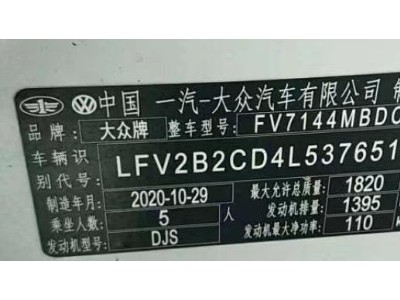 中国 一汽-大众汽车有限公司 制
品牌 大众牌 整车型号: FV7144MBDC
车辆识别代号: LFV2B2CD4L537651
制造年月: 2020-10-29 最大允许总质量: 1820
乘坐人数: 5 人 发动机排量: 1395
发动机型号: DJS 发动机最大净功率: 110